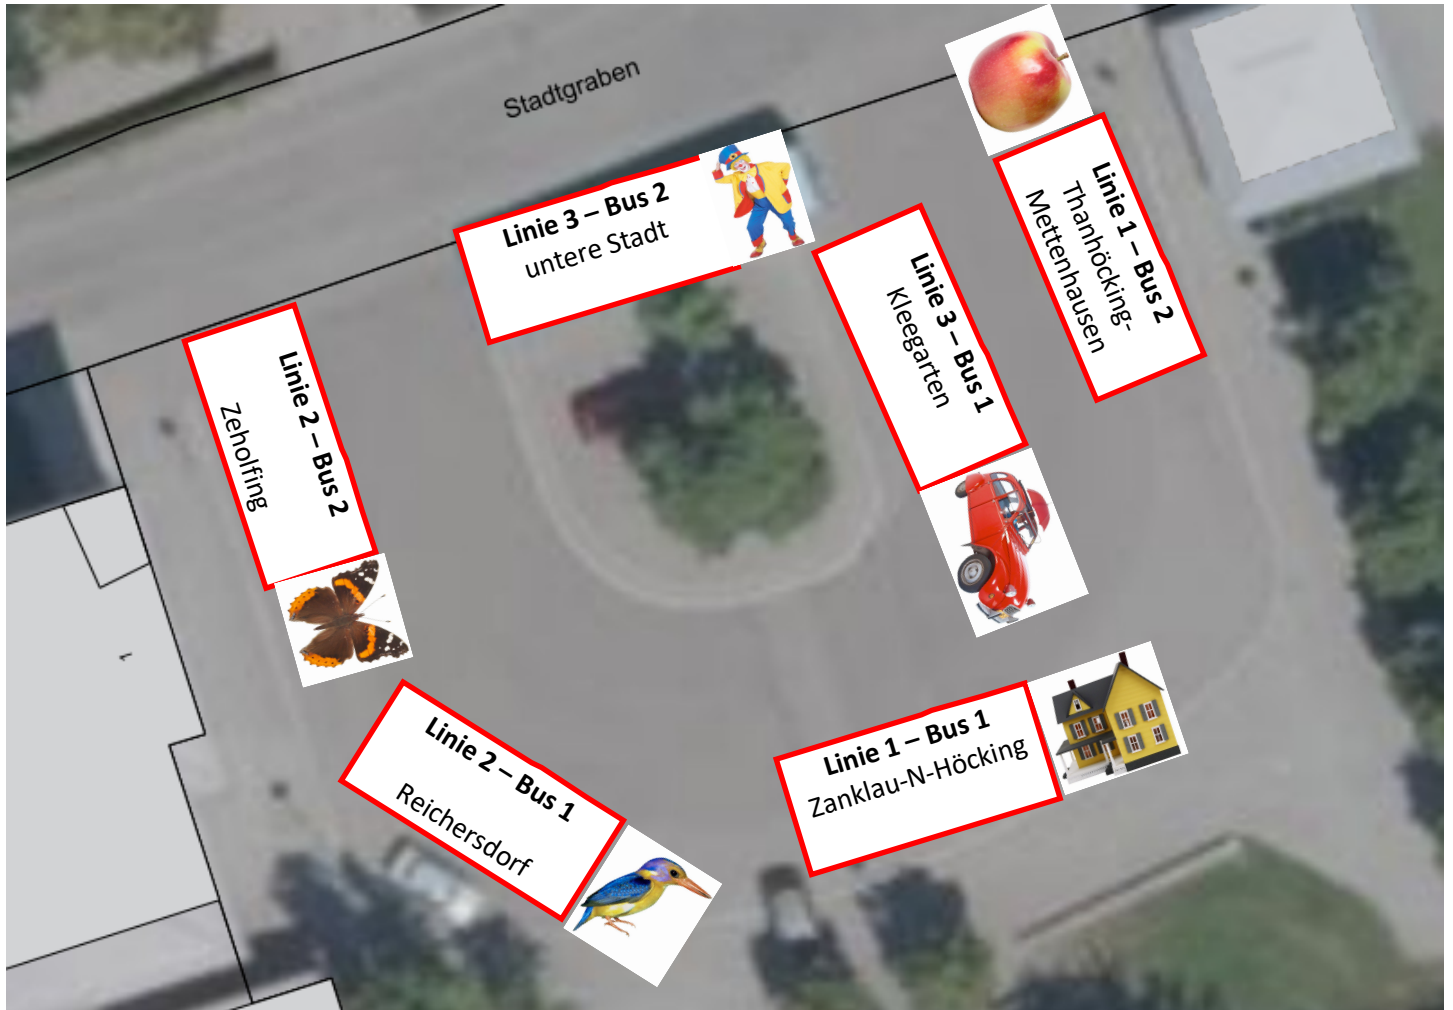 Stadtgraben
Linie 3 – Bus 2
untere Stadt
Linie 1 – Bus 2
Thanhöcking-
Mettenhausen
Linie 3 – Bus 1
Kleegarten
Linie 2 – Bus 2
Zeholfing
1
Linie 2 – Bus 1
Reichersdorf
Linie 1 – Bus 1
Zanklau-N-Höcking